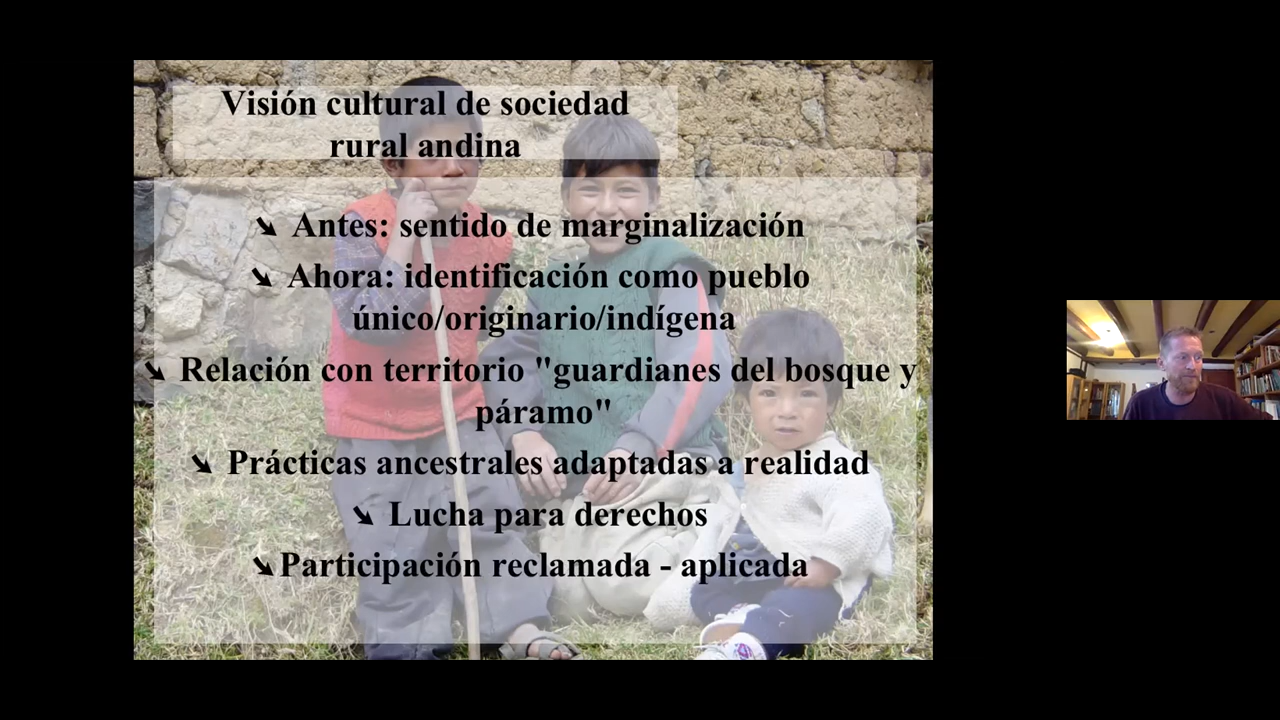 Visión cultural de sociedad
rural andina
➘ Antes: sentido de marginalización
➘ Ahora: identificación como pueblo
único/originario/indígena
➘ Relación con territorio "guardianes del bosque y
páramo"
➘ Prácticas ancestrales adaptadas a realidad
➘ Lucha para derechos
➘Participación reclamada - aplicada